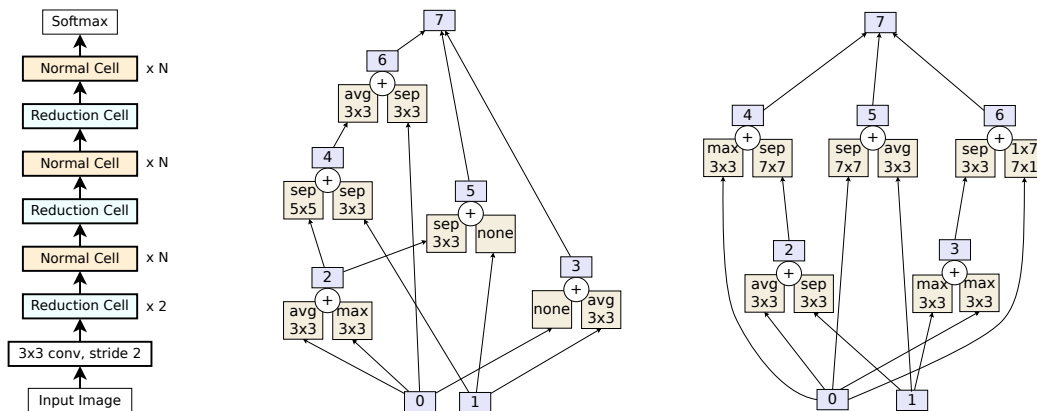 Softmax
Normal Cell x N
Reduction Cell
Normal Cell x N
Reduction Cell
Normal Cell x N
Reduction Cell x 2
3x3 conv, stride 2
Input Image
7
6
+
avg sep
3x3 3x3
4
+
sep sep
5x5 3x3
5
+
sep none
3x3
2
+
avg max
3x3 3x3
3
+
none avg
3x3
0 1
7
4 5 6
+ + +
max sep sep avg sep 1x7
3x3 7x7 7x7 3x3 3x3 7x1
2 3
+ +
avg sep max max
3x3 3x3 3x3 3x3
0 1